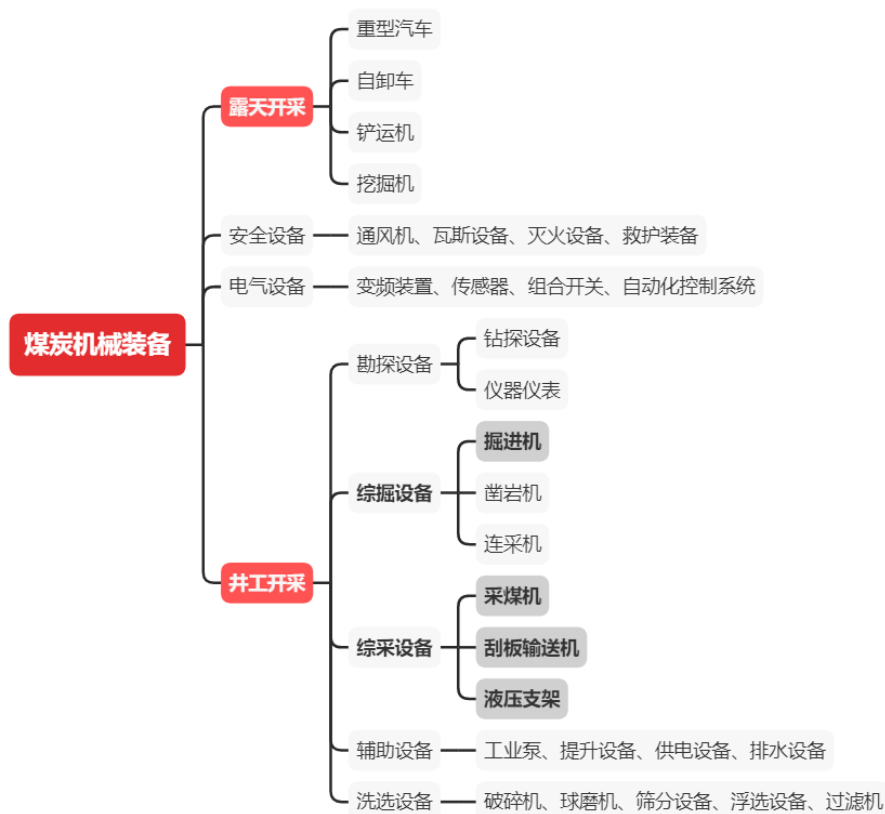 煤炭机械装备
露天开采
重型汽车
自卸车
铲运机
挖掘机
安全设备
通风机、瓦斯设备、灭火设备、救护装备
电气设备
变频装置、传感器、组合开关、自动化控制系统
井工开采
勘探设备
钻探设备
仪器仪表
综掘设备
掘进机
凿岩机
连采机
综采设备
采煤机
刮板输送机
液压支架
辅助设备
工业泵、提升设备、供电设备、排水设备
洗选设备
破碎机、球磨机、筛分设备、浮选设备、过滤机